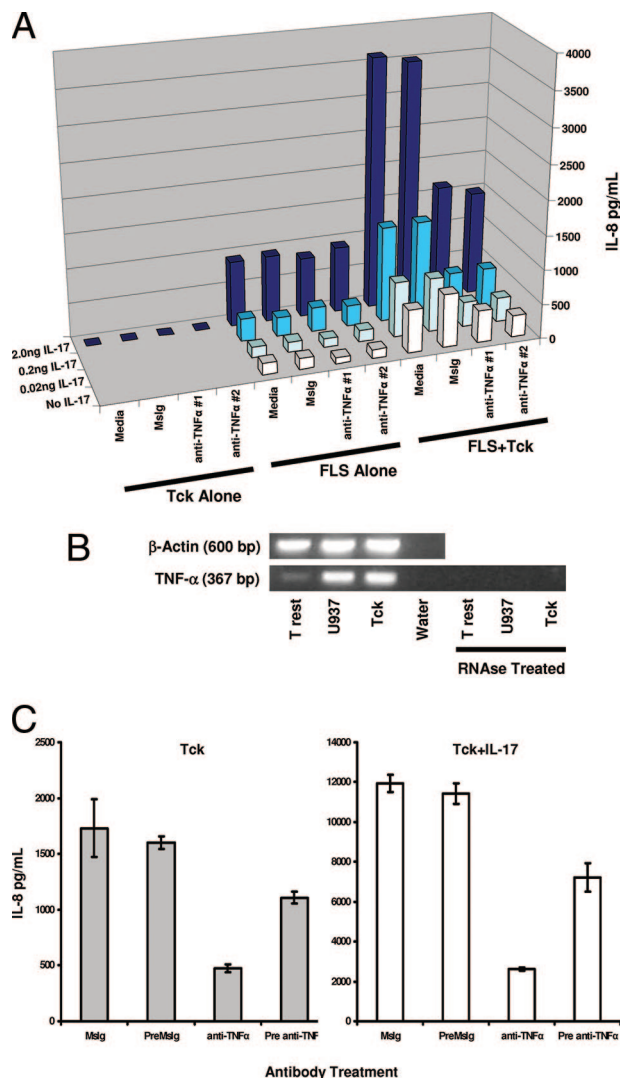 A
4000
3500
3000
2500
2000
1500
1000
500
0
IL-8 pg/mL
2.0ng IL-17
0.2ng IL-17
0.02ng IL-17
No IL-17
Media
MsIg
anti-TNFα #1
anti-TNFα #2
Media
MsIg
anti-TNFα #1
anti-TNFα #2
Media
MsIg
anti-TNFα #1
anti-TNFα #2
Tck Alone
FLS Alone
FLS+Tck
B
β-Actin (600 bp)
TNF-α (367 bp)
T rest
U937
Tck
Water
T rest
U937
Tck
RNAse Treated
C
Tck
2500
2000
1500
1000
500
0
IL-8 pg/mL
MsIg
PreMsIg
anti-TNFα
Pre anti-TNF
Tck+IL-17
14000
12000
10000
8000
6000
4000
2000
0
MsIg
PreMsIg
anti-TNFα
Pre anti-TNFα
Antibody Treatment